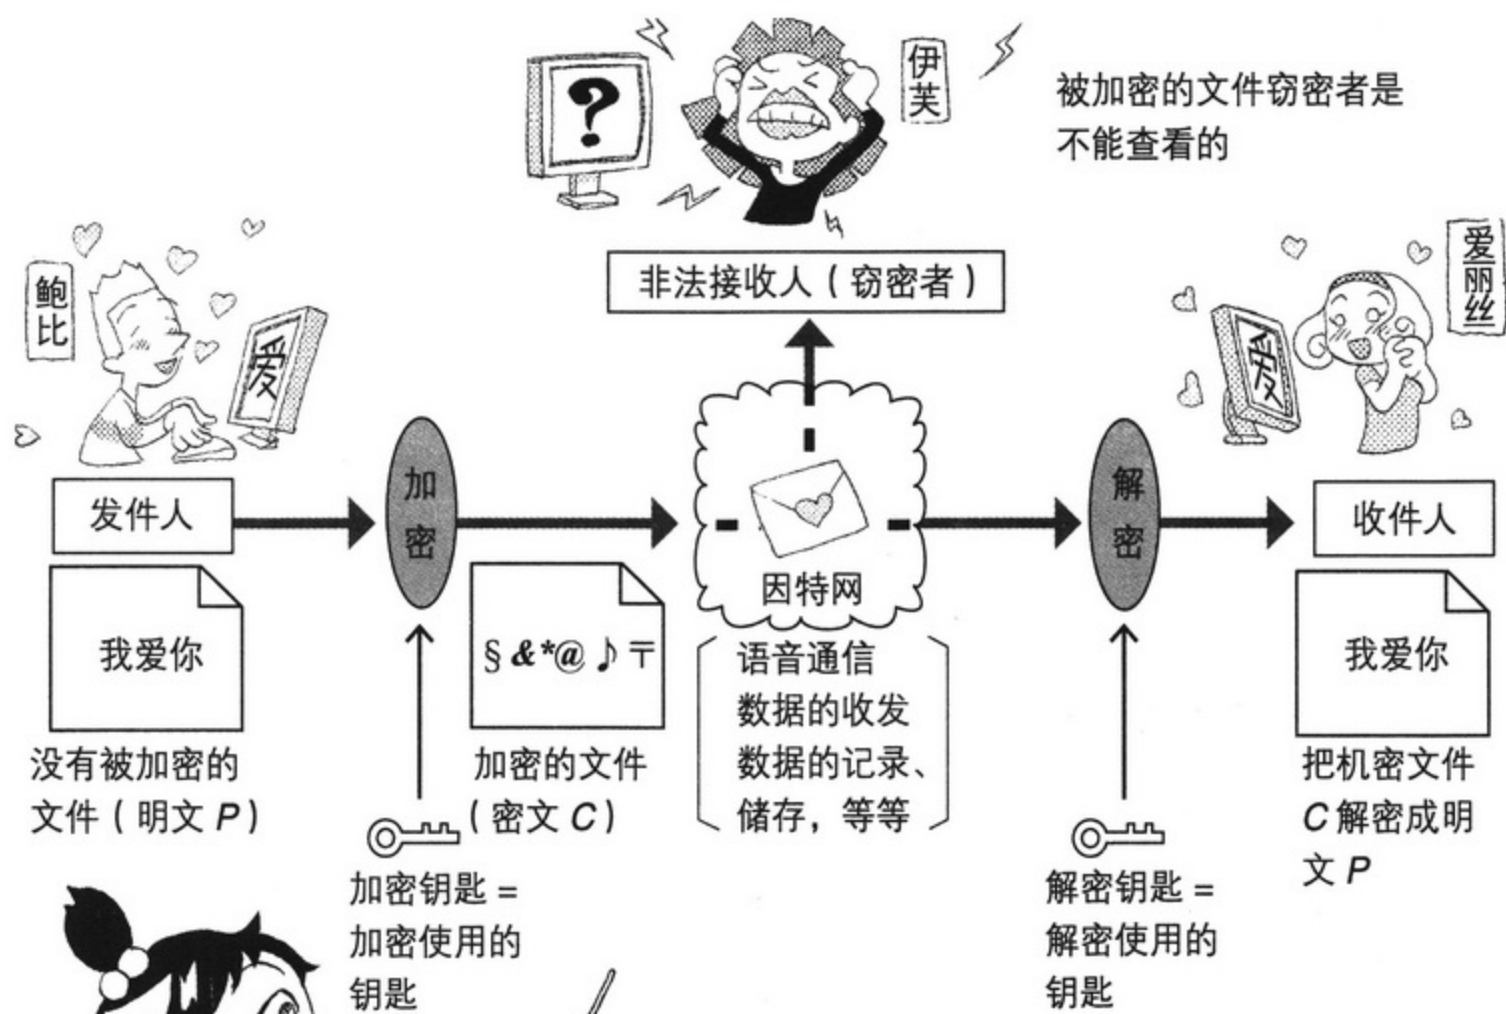 伊芙
?
被加密的文件窃密者是
不能查看的
鲍比
爱
非法接收人（窃密者）
爱丽丝
爱
发件人
加密
因特网
解密
收件人
我爱你
§&*@♪〒
我爱你
没有被加密的
文件（明文P）
加密的文件
（密文C）
语音通信
数据的收发
数据的记录、
储存，等等
把机密文件
C解密成明
文P
加密钥匙=
加密使用的
钥匙
解密钥匙=
解密使用的
钥匙